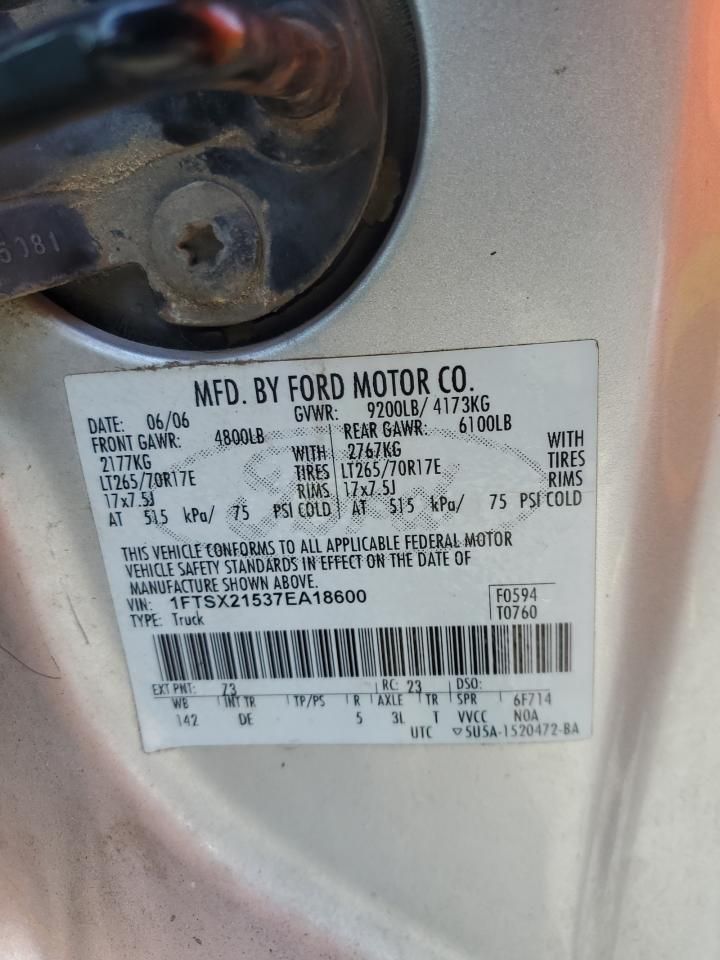 6081
MFD. BY FORD MOTOR CO.
DATE: 06/06 GVWR: 9200LB/ 4173KG
FRONT GAWR: 4800LB REAR GAWR: 6100LB
2177KG WITH 2767KG WITH
LT265/70R17E TIRES LT265/70R17E TIRES
17x7.5J RIMS 17x7.5J RIMS
AT 515 kPa/ 75 PSI COLD AT 515 kPa/ 75 PSI COLD
THIS VEHICLE CONFORMS TO ALL APPLICABLE FEDERAL MOTOR
VEHICLE SAFETY STANDARDS IN EFFECT ON THE DATE OF
MANUFACTURE SHOWN ABOVE.
VIN: 1FTSX21537EA18600 F0594
TYPE: Truck T0760
EXT PNT: Z3 RC: 23 DSO:
WB INT TR TP/PS R AXLE TR SPR 6F714
142 DE 5 3L T VVCC NOA
UTC ▽5U5A-1520472-BA